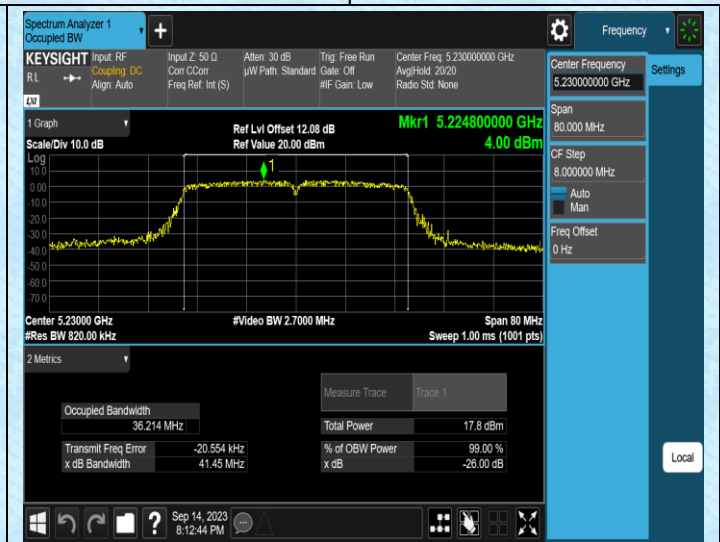 Spectrum Analyzer 1
Occupied BW
+
Frequency
KEYSIGHT
R L
LXI
Input: RF
Coupling: DC
Align: Auto
Input Z: 50 Ω
Corr CCorr
Freq Ref: Int (S)
Atten: 30 dB
µW Path: Standard
Trig: Free Run
Gate: Off
#IF Gain: Low
Center Freq: 5.230000000 GHz
Avg|Hold: 20/20
Radio Std: None
Center Frequency
5.230000000 GHz
Settings
Span
80.000 MHz
CF Step
8.000000 MHz
Auto
Man
Freq Offset
0 Hz
1 Graph
Scale/Div 10.0 dB
Ref Lvl Offset 12.08 dB
Ref Value 20.00 dBm
Mkr1 5.224800000 GHz
4.00 dBm
Log
10.0
0.00
-10.0
-20.0
-30.0
-40.0
-50.0
-60.0
-70.0
1
Center 5.23000 GHz
#Res BW 820.00 kHz
#Video BW 2.7000 MHz
Span 80 MHz
Sweep 1.00 ms (1001 pts)
2 Metrics
Measure Trace
Trace 1
Occupied Bandwidth
36.214 MHz
Total Power
17.8 dBm
Transmit Freq Error
-20.554 kHz
% of OBW Power
99.00 %
x dB Bandwidth
41.45 MHz
x dB
-26.00 dB
Local
?
Sep 14, 2023
8:12:44 PM